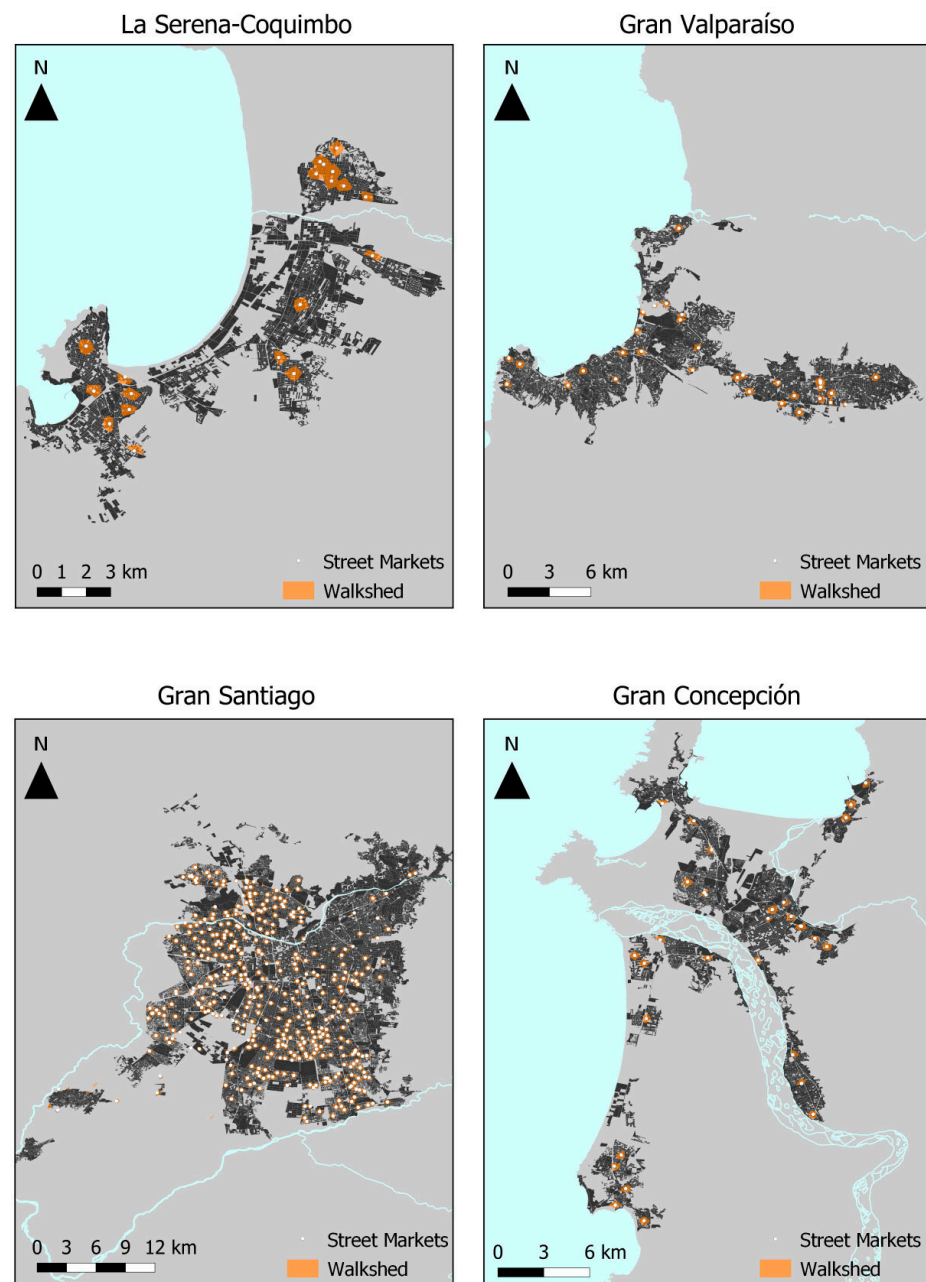 La Serena-Coquimbo
N
0 1 2 3 km
Street Markets
Walkshed
Gran Valparaíso
N
0 3 6 km
Street Markets
Walkshed
Gran Santiago
N
0 3 6 9 12 km
Street Markets
Walkshed
Gran Concepción
N
0 3 6 km
Street Markets
Walkshed